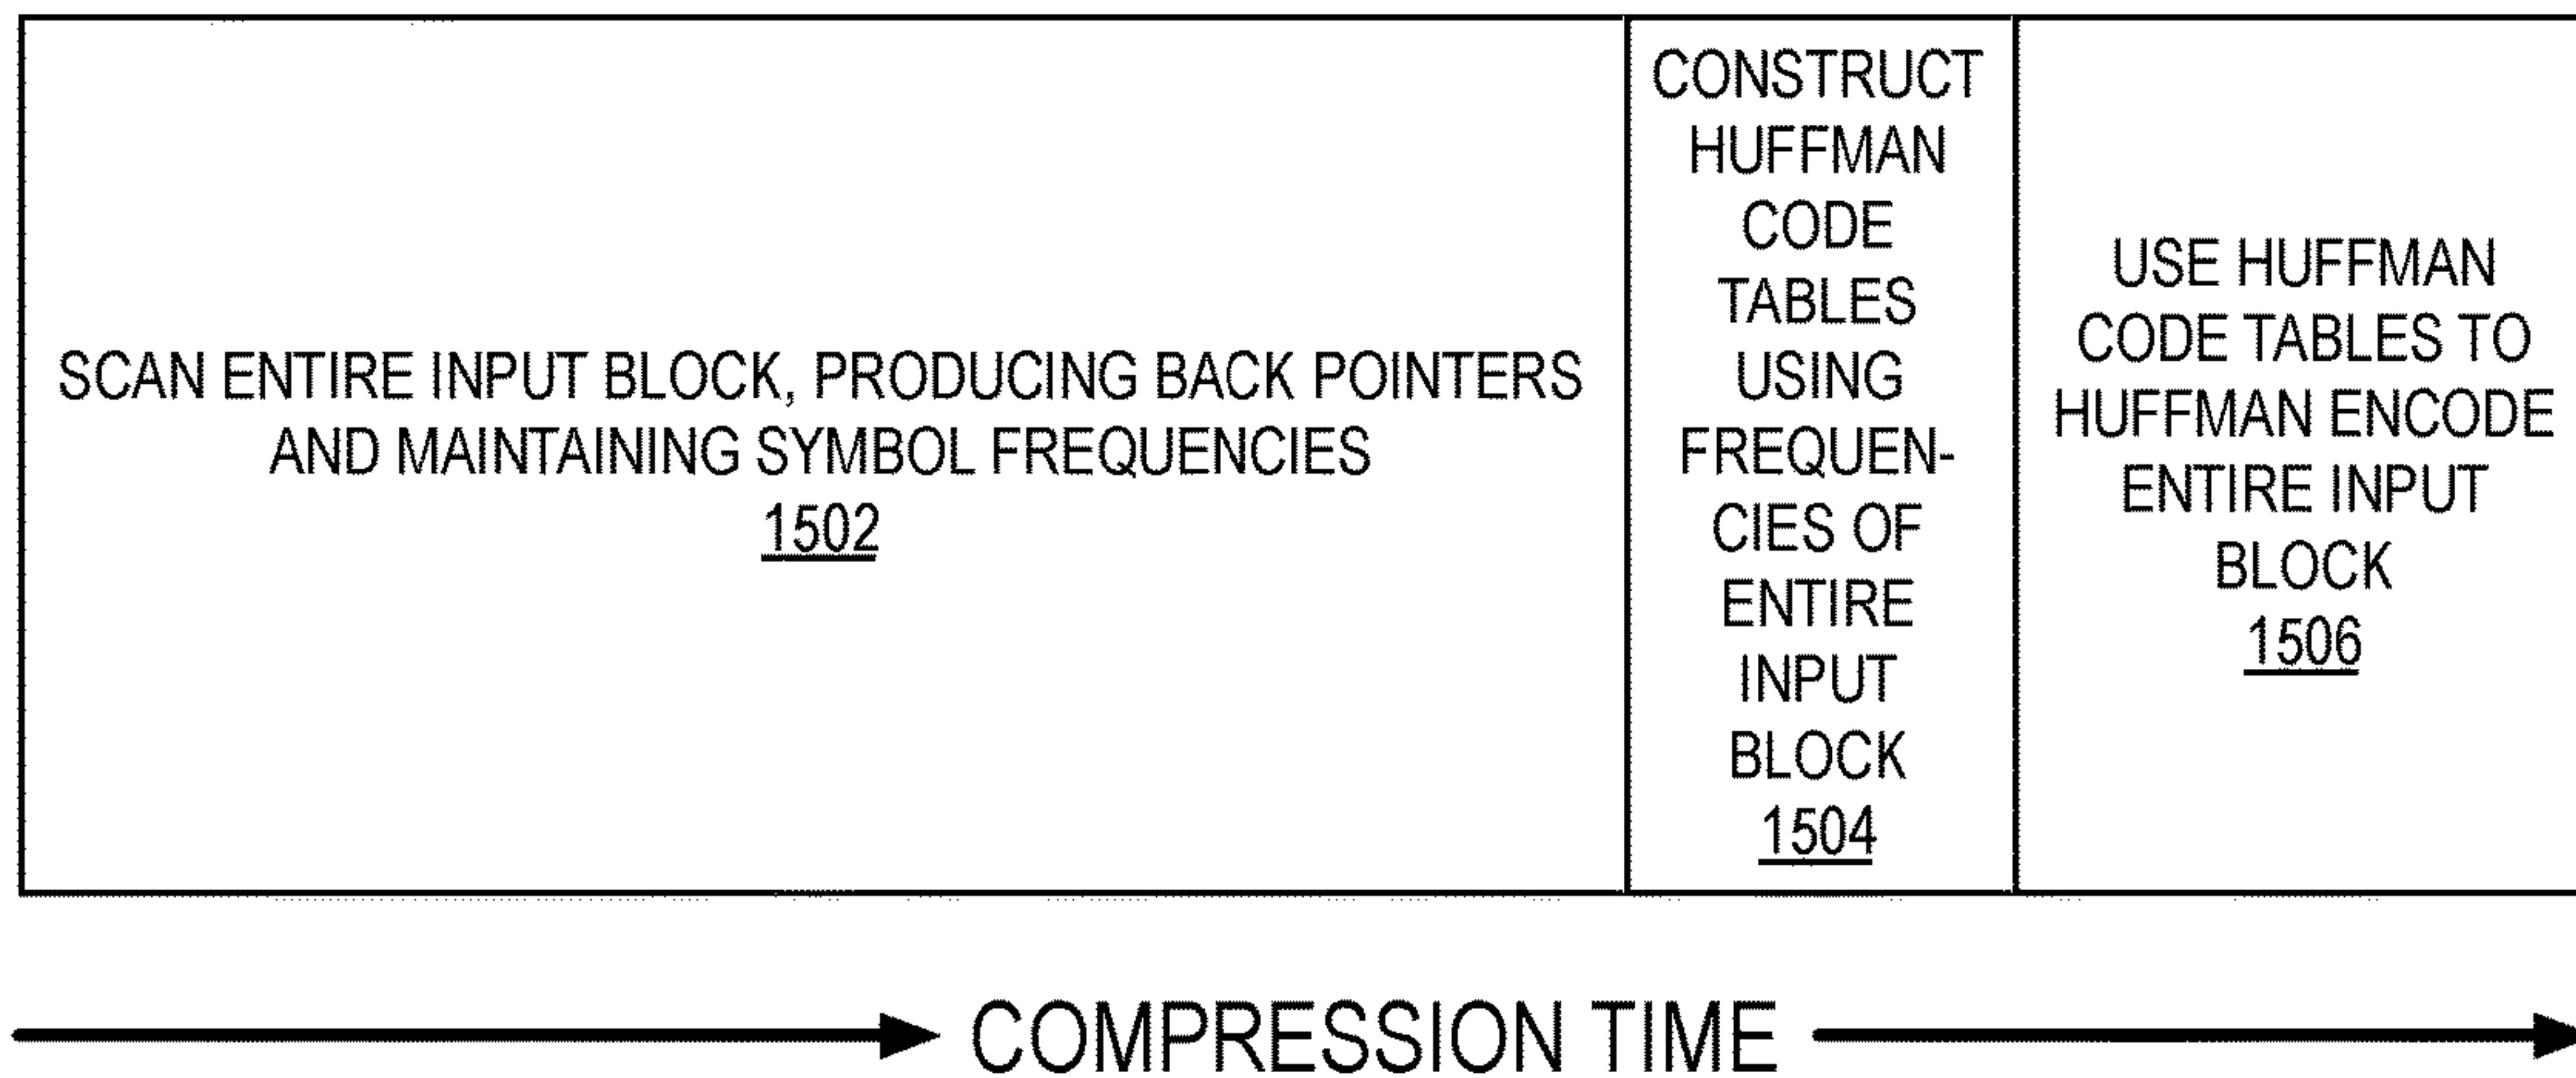 SCAN ENTIRE INPUT BLOCK, PRODUCING BACK POINTERS
AND MAINTAINING SYMBOL FREQUENCIES
1502
CONSTRUCT
HUFFMAN
CODE
TABLES
USING
FREQUEN-
CIES OF
ENTIRE
INPUT
BLOCK
1504
USE HUFFMAN
CODE TABLES TO
HUFFMAN ENCODE
ENTIRE INPUT
BLOCK
1506
COMPRESSION TIME